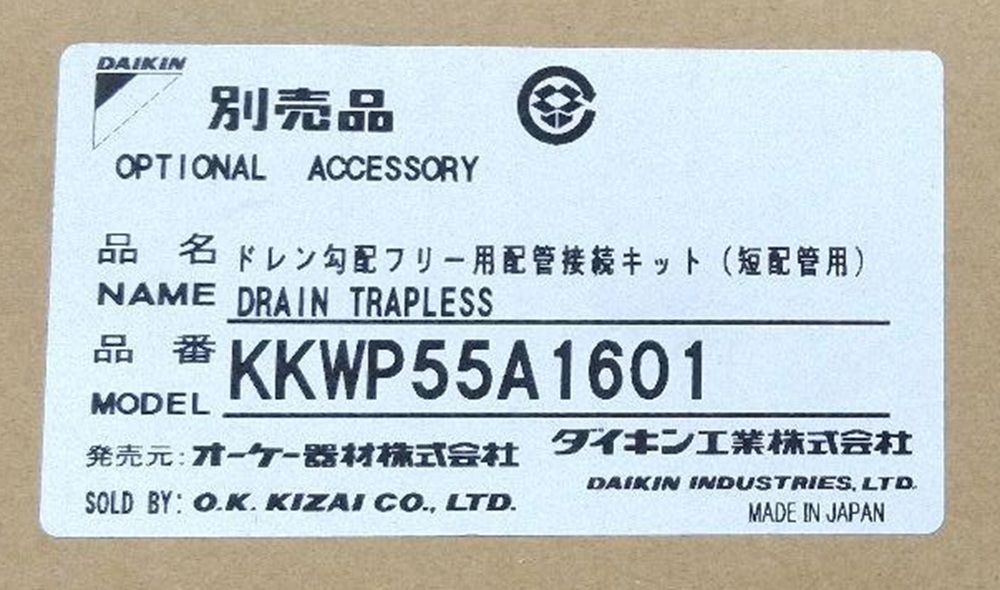 DAIKIN
別売品
OPTIONAL ACCESSORY
品 名 ドレン勾配フリー用配管接続キット（短配管用）
NAME DRAIN TRAPLESS
品 番 KKWP55A1601
MODEL
発売元:オーケー器材株式会社 ダイキン工業株式会社
SOLD BY: O.K. KIZAI CO., LTD. DAIKIN INDUSTRIES, LTD.
MADE IN JAPAN